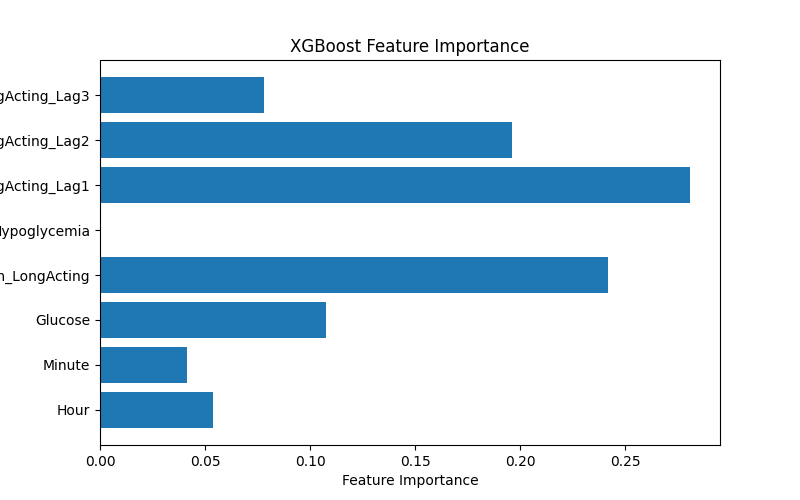 XGBoost Feature Importance
gActing_Lag3
gActing_Lag2
gActing_Lag1
Hypoglycemia
n_LongActing
Glucose
Minute
Hour
0.00 0.05 0.10 0.15 0.20 0.25
Feature Importance